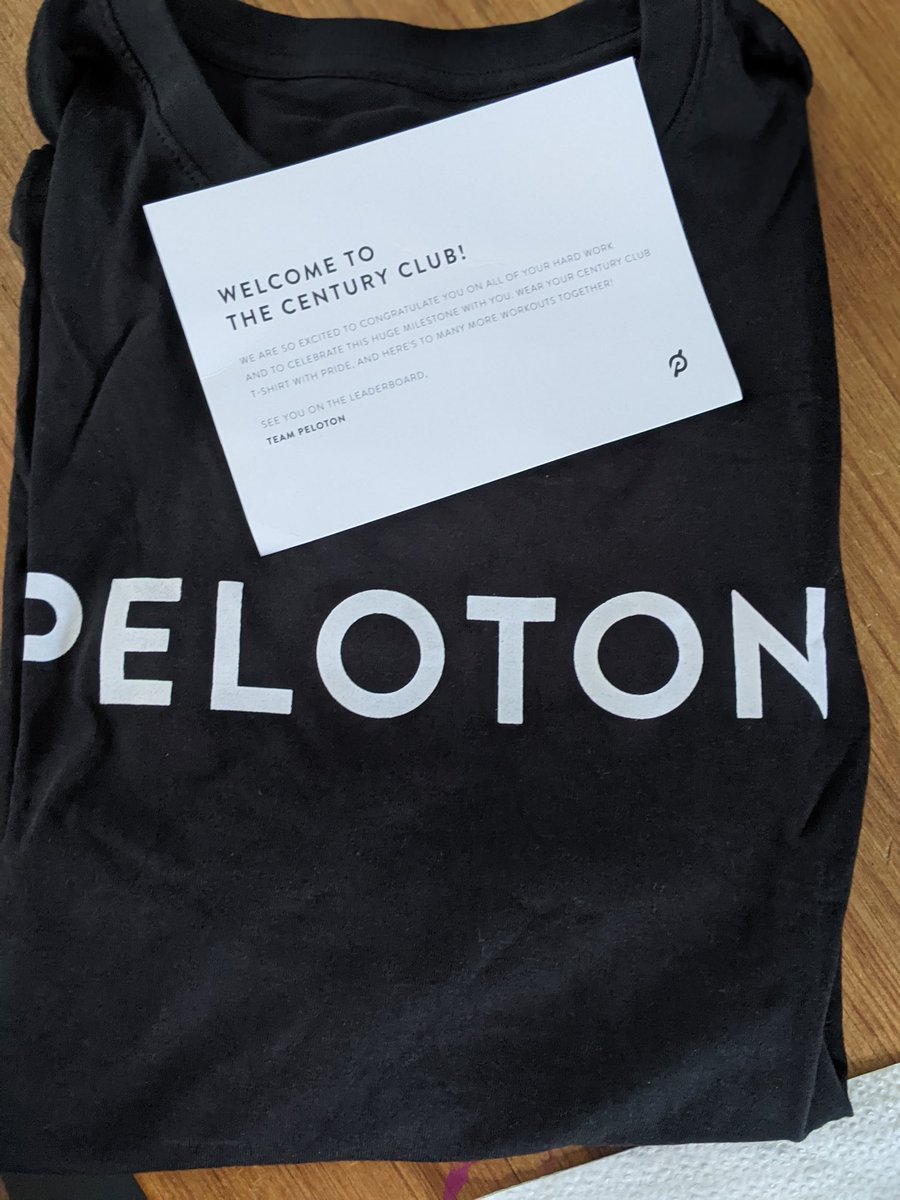 WELCOME TO
THE CENTURY CLUB!
WE ARE SO EXCITED TO CONGRATULATE YOU ON ALL OF YOUR HARD WORK
AND TO CELEBRATE THIS HUGE MILESTONE WITH YOU. WEAR YOUR CENTURY CLUB
T-SHIRT WITH PRIDE, AND HERE'S TO MANY MORE WORKOUTS TOGETHER!
SEE YOU ON THE LEADERBOARD,
TEAM PELOTON
PELOTON